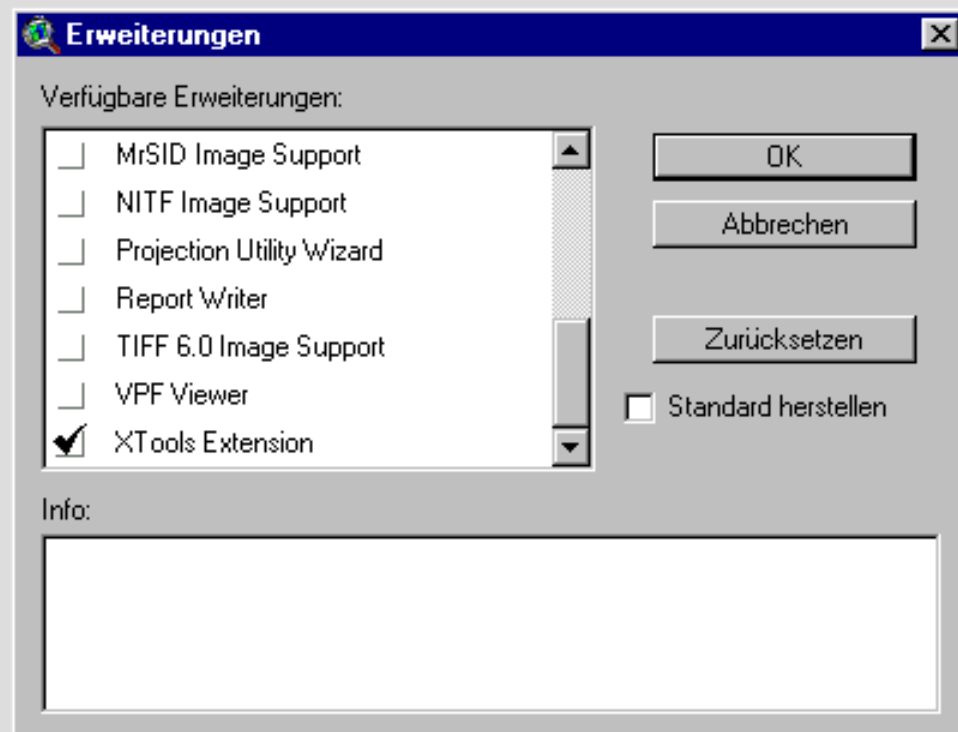 Erweiterungen
Verfügbare Erweiterungen:
MrSID Image Support
NITF Image Support
Projection Utility Wizard
Report Writer
TIFF 6.0 Image Support
VPF Viewer
XTools Extension
OK
Abbrechen
Zurücksetzen
Standard herstellen
Info: